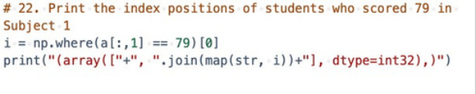 # 22. Print the index positions of students who scored 79 in
Subject 1
i = np.where(a[:,1] == 79)[0]
print("(array(["+", ".join(map(str, i))+"], dtype=int32),)")